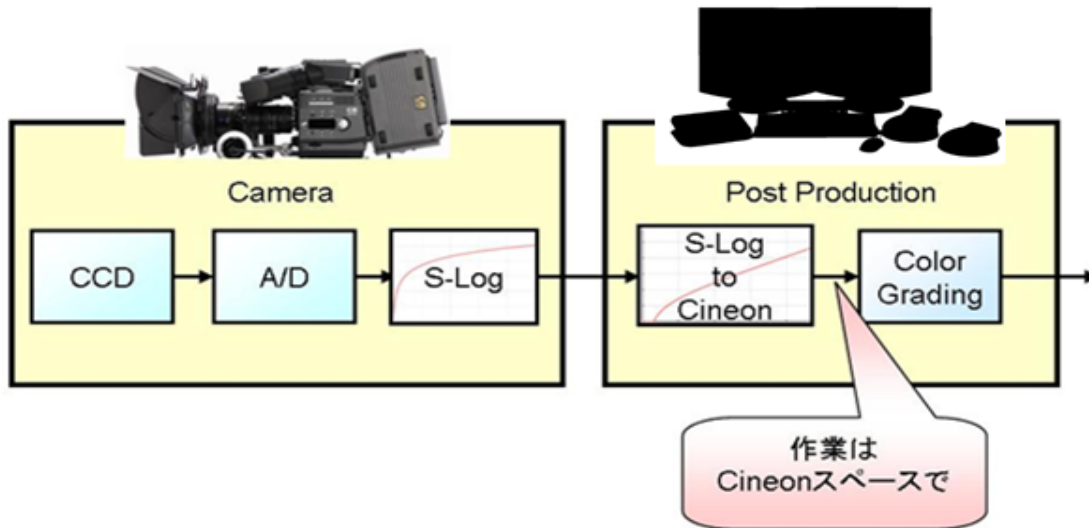 Camera
CCD
A/D
S-Log
Post Production
S-Log
to
Cineon
Color
Grading
作業は
Cineonスペースで